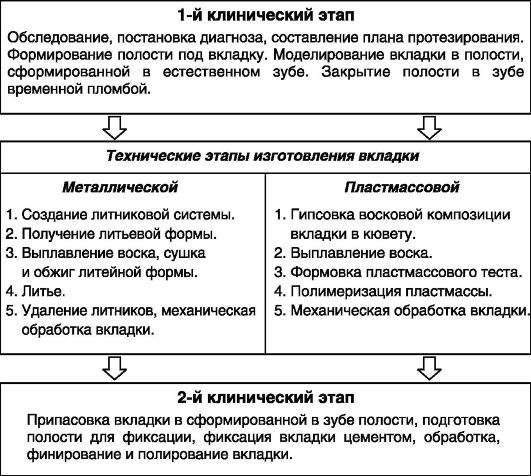 1-й клинический этап
Обследование, постановка диагноза, составление плана протезирования.
Формирование полости под вкладку. Моделирование вкладки в полости,
сформированной в естественном зубе. Закрытие полости в зубе
временной пломбой.
Технические этапы изготовления вкладки
Металлической
1. Создание литниковой системы.
2. Получение литьевой формы.
3. Выплавление воска, сушка
и обжиг литейной формы.
4. Литье.
5. Удаление литников, механическая
обработка вкладки.
Пластмассовой
1. Гипсовка восковой композиции
вкладки в кювету.
2. Выплавление воска.
3. Формовка пластмассового теста.
4. Полимеризация пластмассы.
5. Механическая обработка вкладки.
2-й клинический этап
Припасовка вкладки в сформированной в зубе полости, подготовка
полости для фиксации, фиксация вкладки цементом, обработка,
финирование и полирование вкладки.